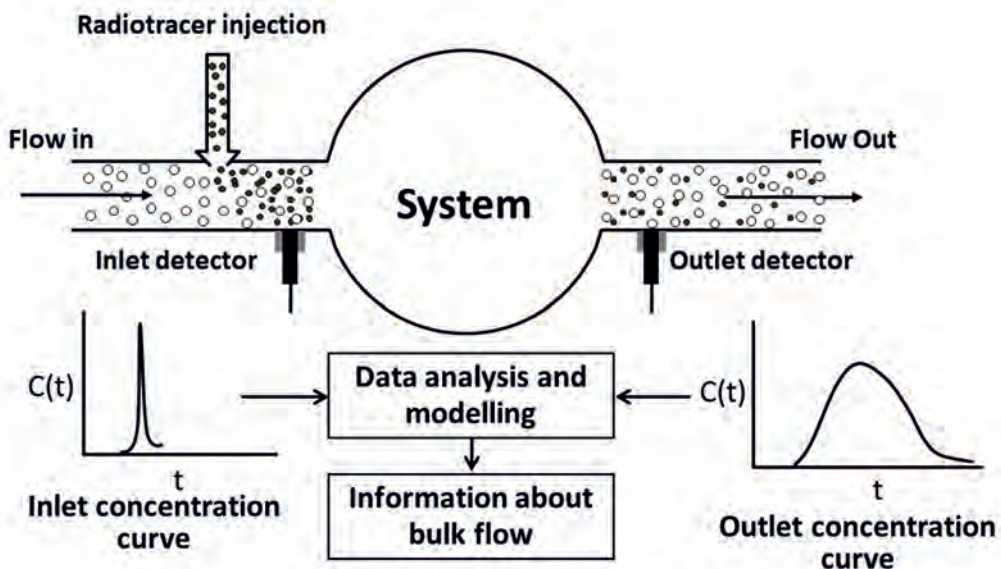 Radiotracer injection
Flow in
Flow Out
System
Inlet detector
Outlet detector
C(t)
t
Inlet concentration
curve
Data analysis and
modelling
Information about
bulk flow
C(t)
t
Outlet concentration
curve